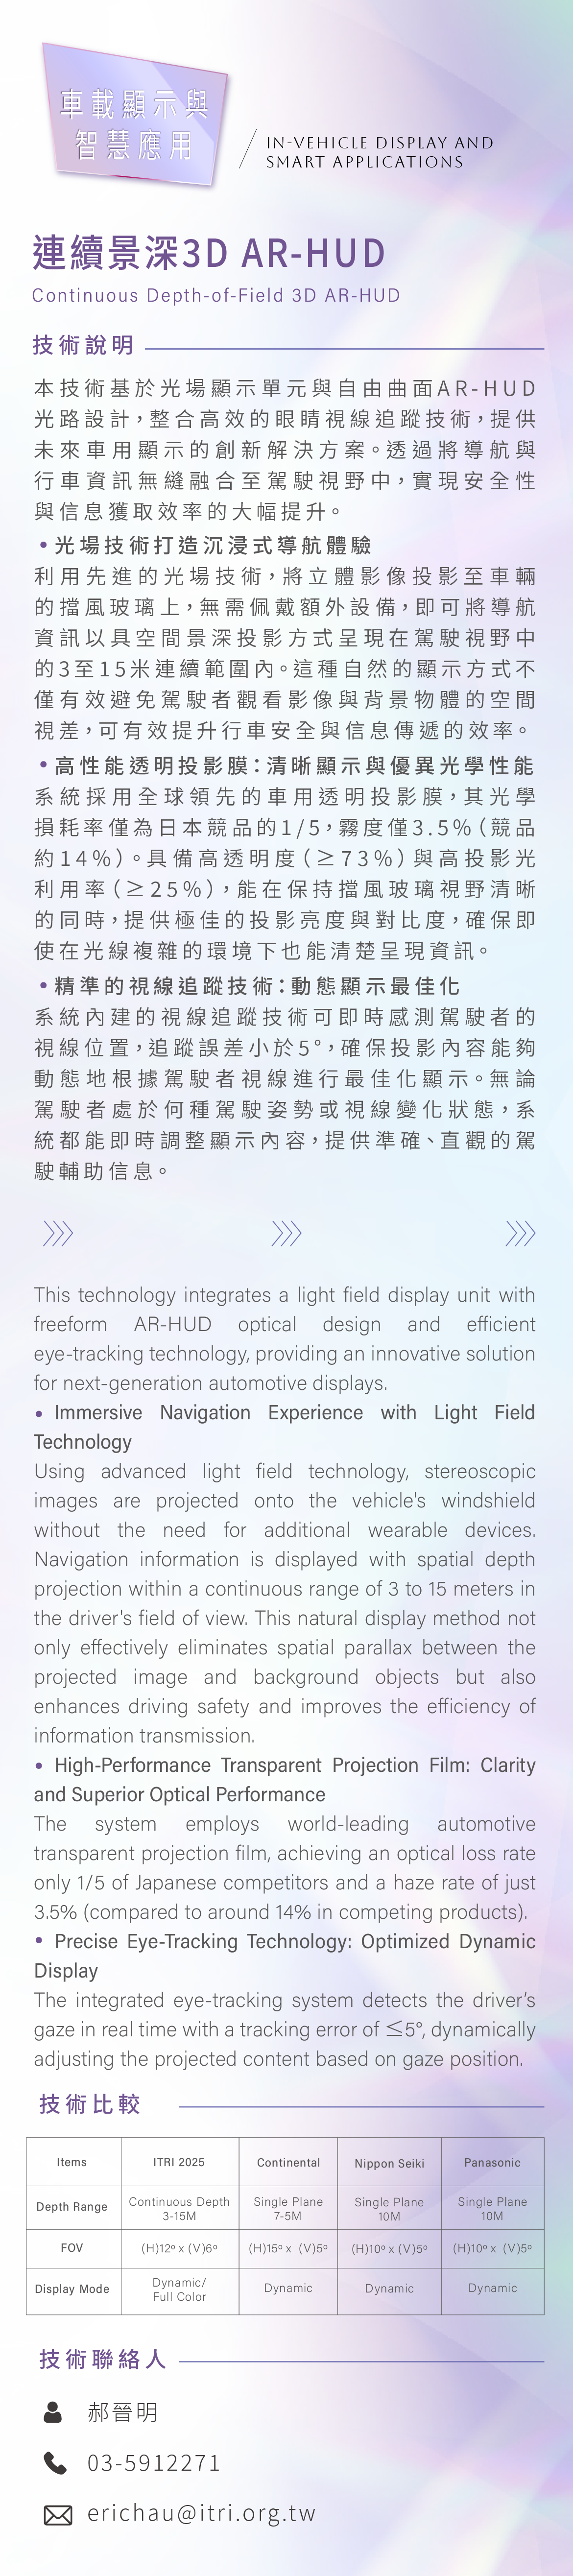 車載顯示與
智慧應用
IN-VEHICLE DISPLAY AND
SMART APPLICATIONS
連續景深3D AR-HUD
Continuous Depth-of-Field 3D AR-HUD
技術說明
本技術基於光場顯示單元與自由曲面AR-HUD
光路設計，整合高效的眼睛視線追蹤技術，提供
未來車用顯示的創新解決方案。透過將導航與
行車資訊無縫融合至駕駛視野中，實現安全性
與信息獲取效率的大幅提升。
•光場技術打造沉浸式導航體驗
利用先進的光場技術，將立體影像投影至車輛
的擋風玻璃上，無需佩戴額外設備，即可將導航
資訊以具空間景深投影方式呈現在駕駛視野中
的3至15米連續範圍內。這種自然的顯示方式不
僅有效避免駕駛者觀看影像與背景物體的空間
視差，可有效提升行車安全與信息傳遞的效率。
•高性能透明投影膜：清晰顯示與優異光學性能
系統採用全球領先的車用透明投影膜，其光學
損耗率僅為日本競品的1/5，霧度僅3.5%（競品
約14%）。具備高透明度（≥73%）與高投影光
利用率（≥25%），能在保持擋風玻璃視野清晰
的同時，提供極佳的投影亮度與對比度，確保即
使在光線複雜的環境下也能清楚呈現資訊。
•精準的視線追蹤技術：動態顯示最佳化
系統內建的視線追蹤技術可即時感測駕駛者的
視線位置，追蹤誤差小於5°，確保投影內容能夠
動態地根據駕駛者視線進行最佳化顯示。無論
駕駛者處於何種駕駛姿勢或視線變化狀態，系
統都能即時調整顯示內容，提供準確、直觀的駕
駛輔助信息。
This technology integrates a light field display unit with
freeform AR-HUD optical design and efficient
eye-tracking technology, providing an innovative solution
for next-generation automotive displays.
• Immersive Navigation Experience with Light Field
Technology
Using advanced light field technology, stereoscopic
images are projected onto the vehicle's windshield
without the need for additional wearable devices.
Navigation information is displayed with spatial depth
projection within a continuous range of 3 to 15 meters in
the driver's field of view. This natural display method not
only effectively eliminates spatial parallax between the
projected image and background objects but also
enhances driving safety and improves the efficiency of
information transmission.
• High-Performance Transparent Projection Film: Clarity
and Superior Optical Performance
The system employs world-leading automotive
transparent projection film, achieving an optical loss rate
only 1/5 of Japanese competitors and a haze rate of just
3.5% (compared to around 14% in competing products).
• Precise Eye-Tracking Technology: Optimized Dynamic
Display
The integrated eye-tracking system detects the driver’s
gaze in real time with a tracking error of ≤5°, dynamically
adjusting the projected content based on gaze position.
技術比較
Items ITRI 2025 Continental Nippon Seiki Panasonic
Depth Range Continuous Depth 3-15M Single Plane 7-5M Single Plane 10M Single Plane 10M
FOV (H)12º x (V)6º (H)15º x (V)5º (H)10º x (V)5º (H)10º x (V)5º
Display Mode Dynamic/ Full Color Dynamic Dynamic Dynamic
技術聯絡人
郝晉明
03-5912271
erichau@itri.org.tw